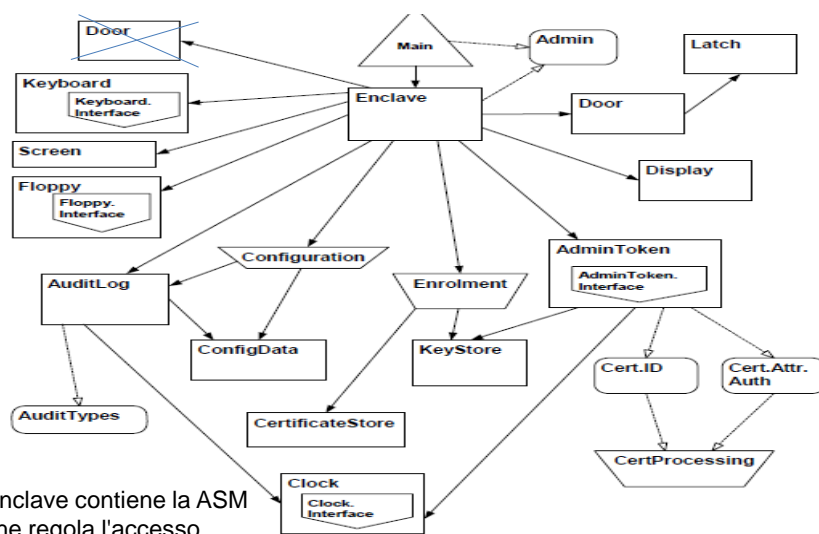 Door
Main
Admin
Latch
Keyboard
Keyboard.
Interface
Enclave
Door
Screen
Floppy
Floppy.
Interface
Display
Configuration
AdminToken
AdminToken.
Interface
AuditLog
Enrolment
ConfigData
KeyStore
Cert.ID
Cert.Attr.
Auth
AuditTypes
CertificateStore
CertProcessing
Clock
Clock.
Interface
nclave contiene la ASM
ne regola l'accesso